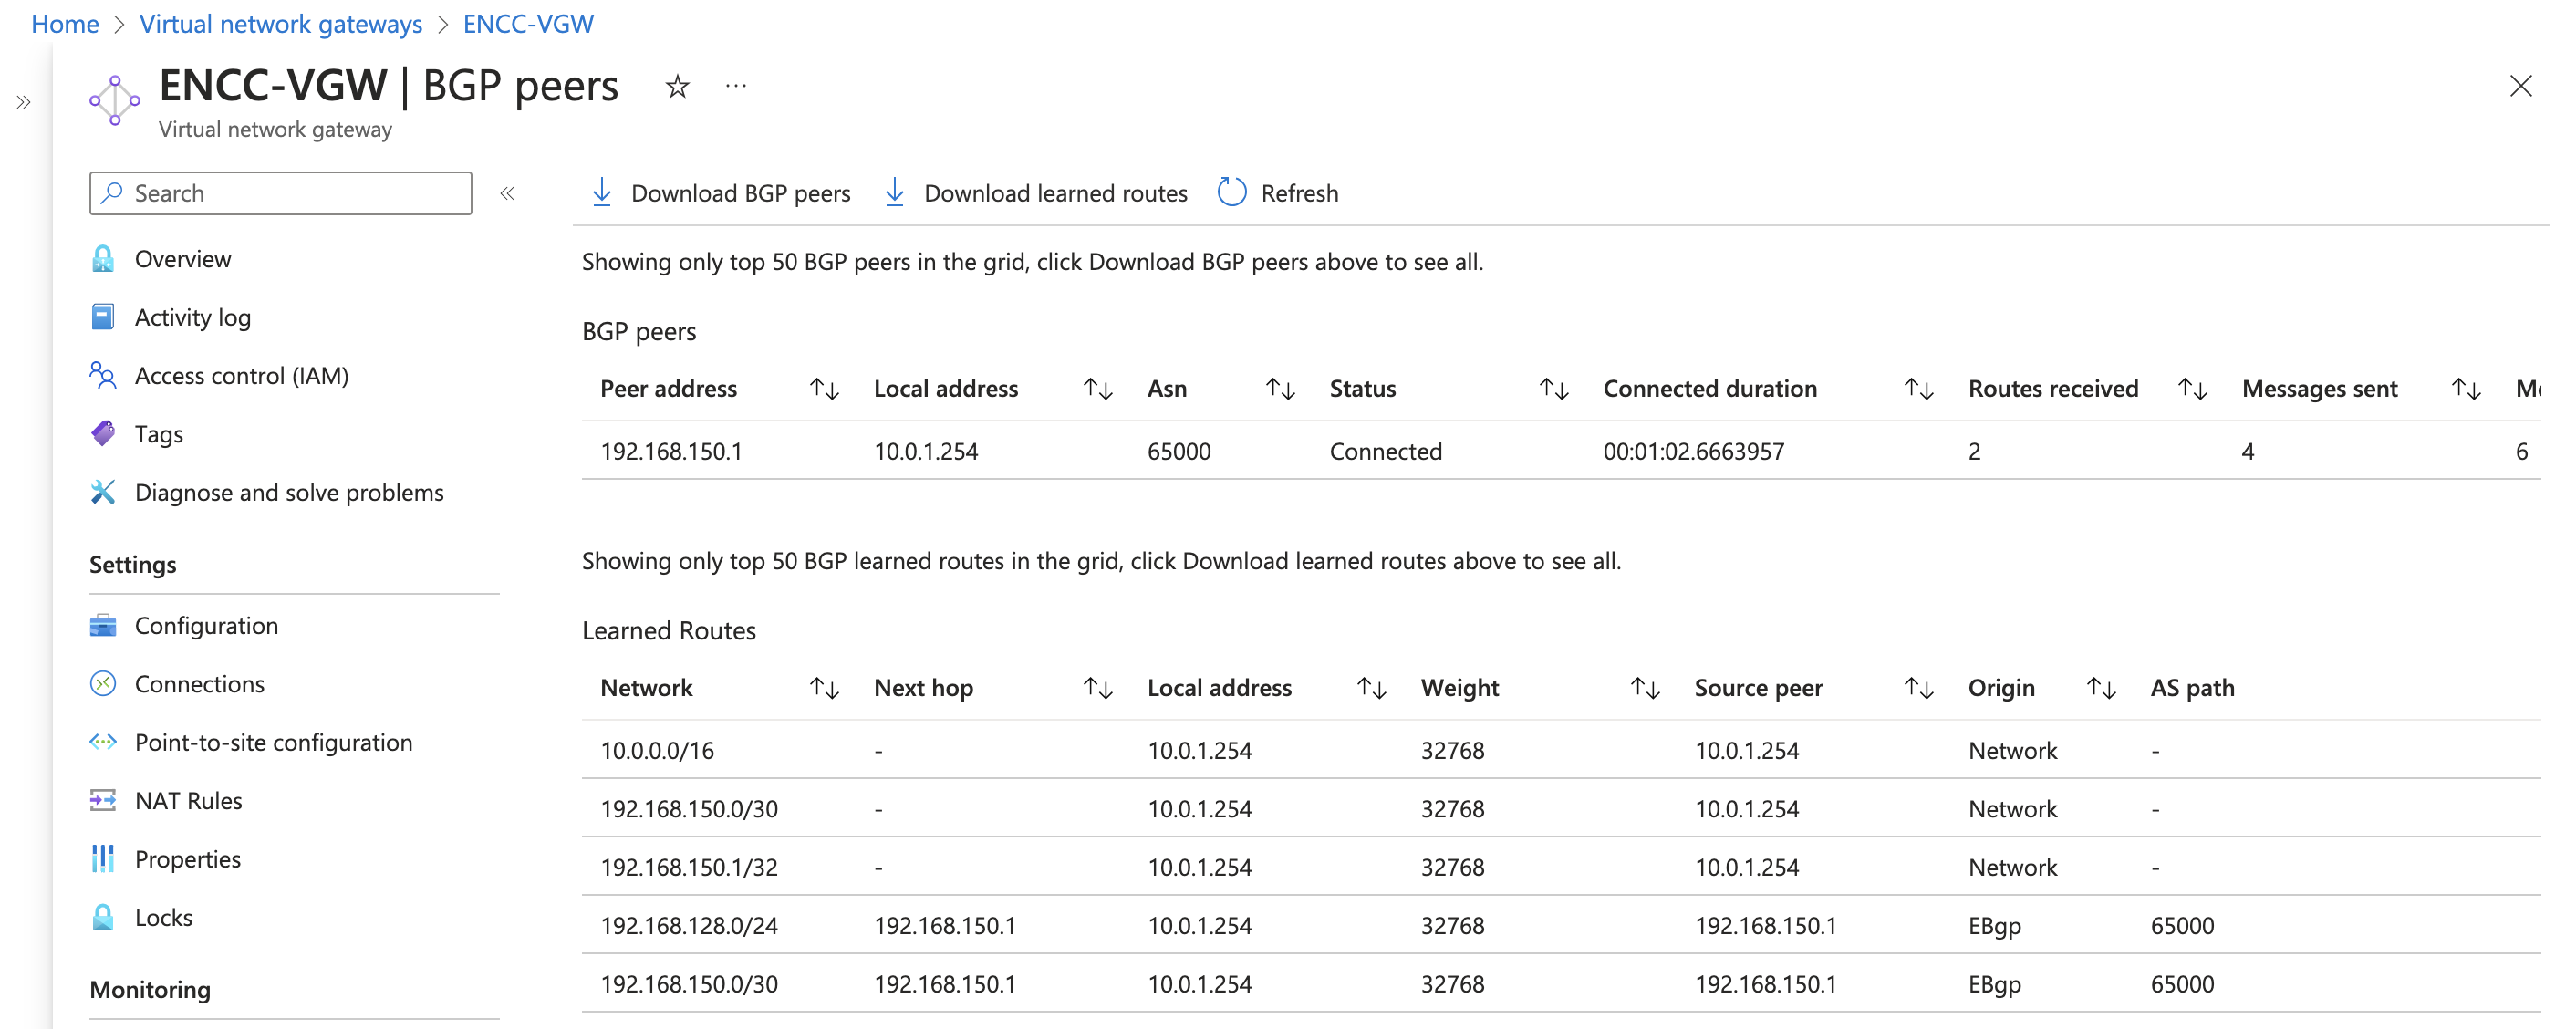 Home > Virtual network gateways > ENCC-VGW
ENCC-VGW | BGP peers
Virtual network gateway
Search
Download BGP peers Download learned routes Refresh
Overview
Activity log
Access control (IAM)
Tags
Diagnose and solve problems
Settings
Configuration
Connections
Point-to-site configuration
NAT Rules
Properties
Locks
Monitoring
Showing only top 50 BGP peers in the grid, click Download BGP peers above to see all.
BGP peers
Peer address Local address Asn Status Connected duration Routes received Messages sent
192.168.150.1 10.0.1.254 65000 Connected 00:01:02.6663957 2 4 6
Showing only top 50 BGP learned routes in the grid, click Download learned routes above to see all.
Learned Routes
Network Next hop Local address Weight Source peer Origin AS path
10.0.0.0/16 - 10.0.1.254 32768 10.0.1.254 Network -
192.168.150.0/30 - 10.0.1.254 32768 10.0.1.254 Network -
192.168.150.1/32 - 10.0.1.254 32768 10.0.1.254 Network -
192.168.128.0/24 192.168.150.1 10.0.1.254 32768 192.168.150.1 EBgp 65000
192.168.150.0/30 192.168.150.1 10.0.1.254 32768 192.168.150.1 EBgp 65000